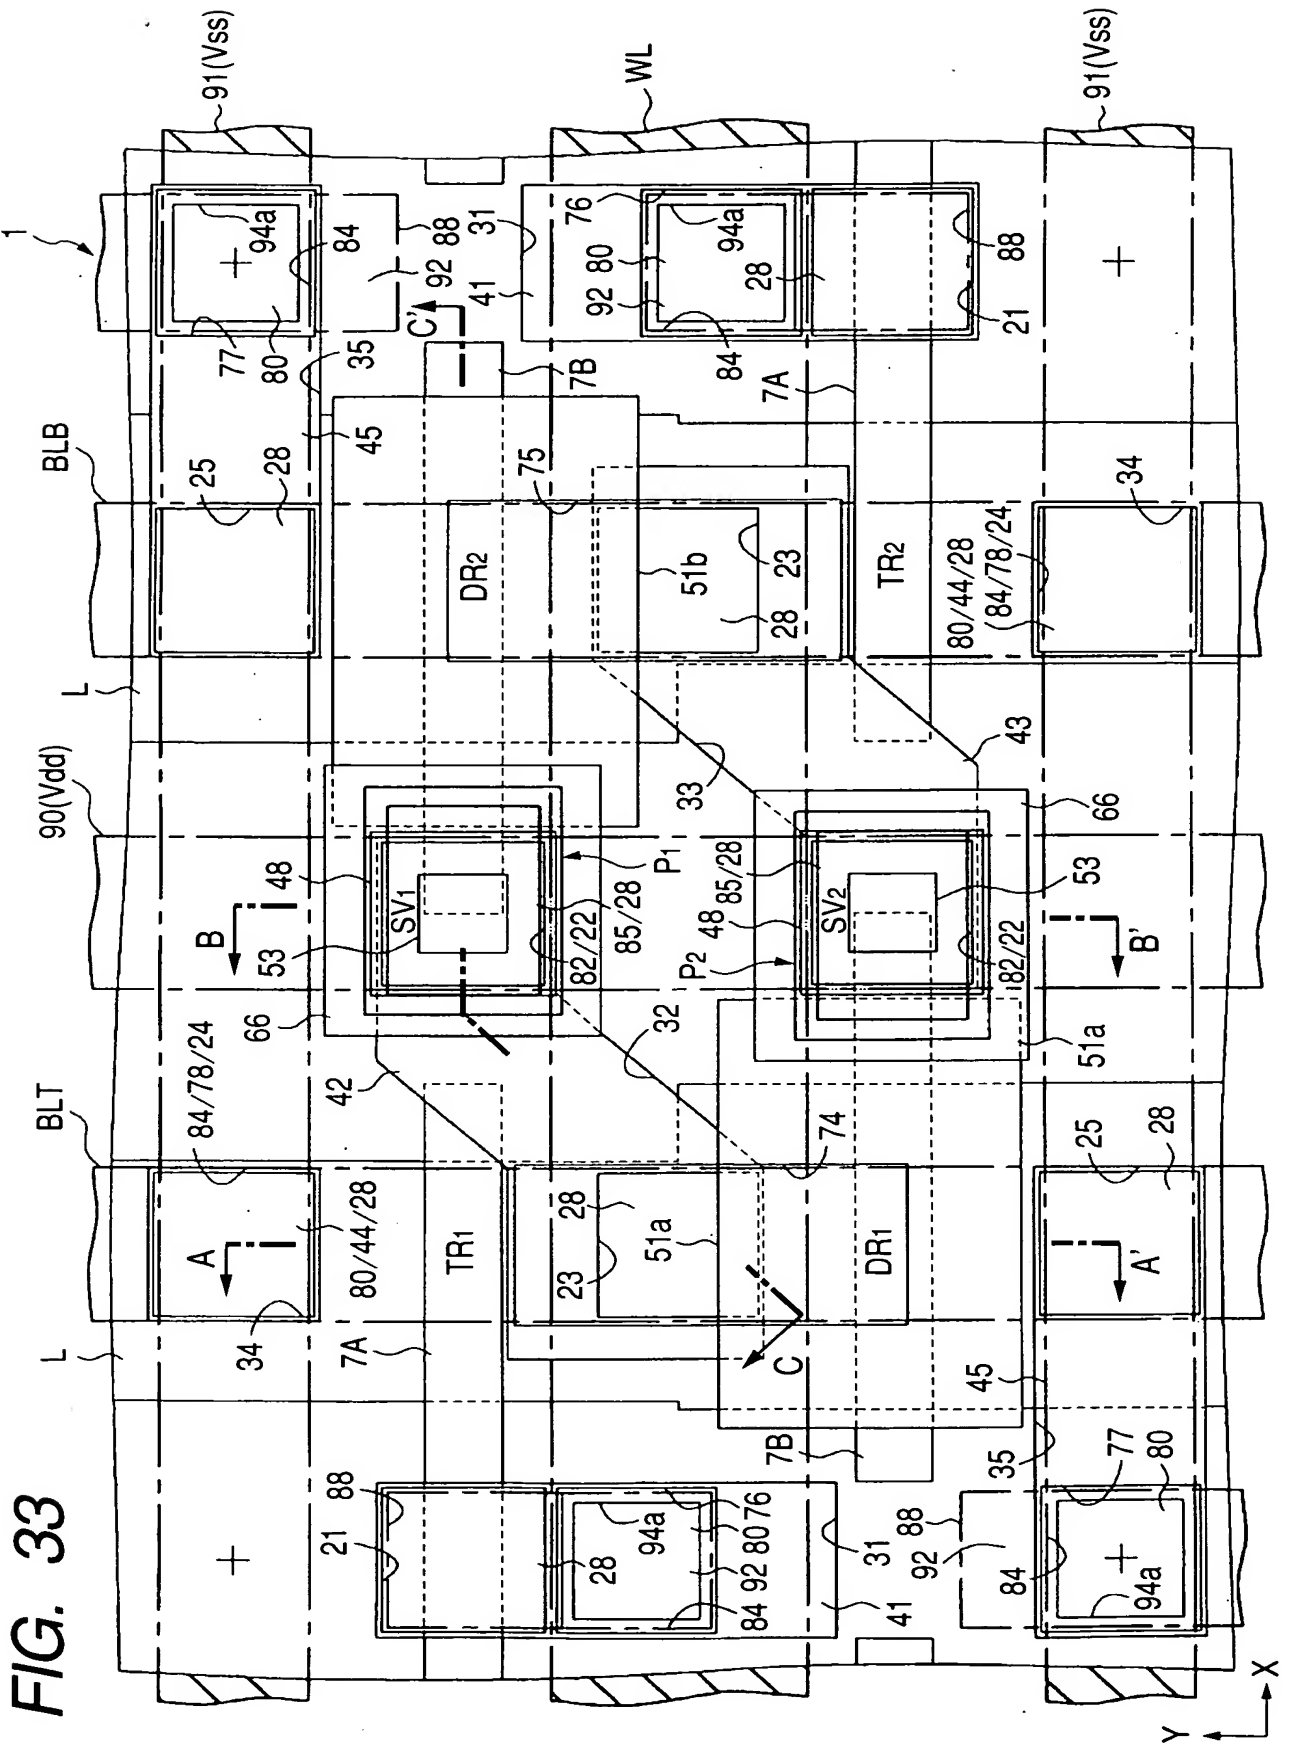 FIG. 33
1
91(Vss)
WL
91(Vss)
94a
84
88
31
76
94a
88
77
80
92
41
92
80
28
21
84
C'
35
7B
7A
BLB
45
25
28
75
34
DR2
51b
23
TR2
80/44/28
84/78/24
28
L
90(Vdd)
33
43
48
P1
66
B
SV1
85/28
53
82/22
48
85/28
SV2
53
P2
82/22
B'
66
32
51a
BLT
84/78/24
42
74
25
28
A
80/44/28
TR1
28
51a
23
DR1
A'
34
L
7A
C
45
7B
35
77
80
88
21
76
94a
80
28
92
84
31
41
88
92
84
94a
Y
X